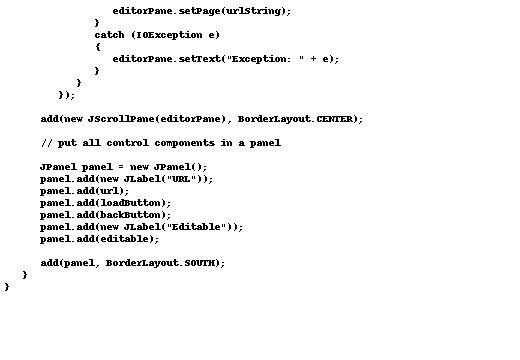 editorPane.setPage(urlString);
}
catch (IOException e)
{
editorPane.setText("Exception: " + e);
}
}
});
add(new JScrollPane(editorPane), BorderLayout.CENTER);
// put all control components in a panel
JPanel panel = new JPanel();
panel.add(new JLabel("URL"));
panel.add(url);
panel.add(loadButton);
panel.add(backButton);
panel.add(new JLabel("Editable"));
panel.add(editable);
add(panel, BorderLayout.SOUTH);
}
}